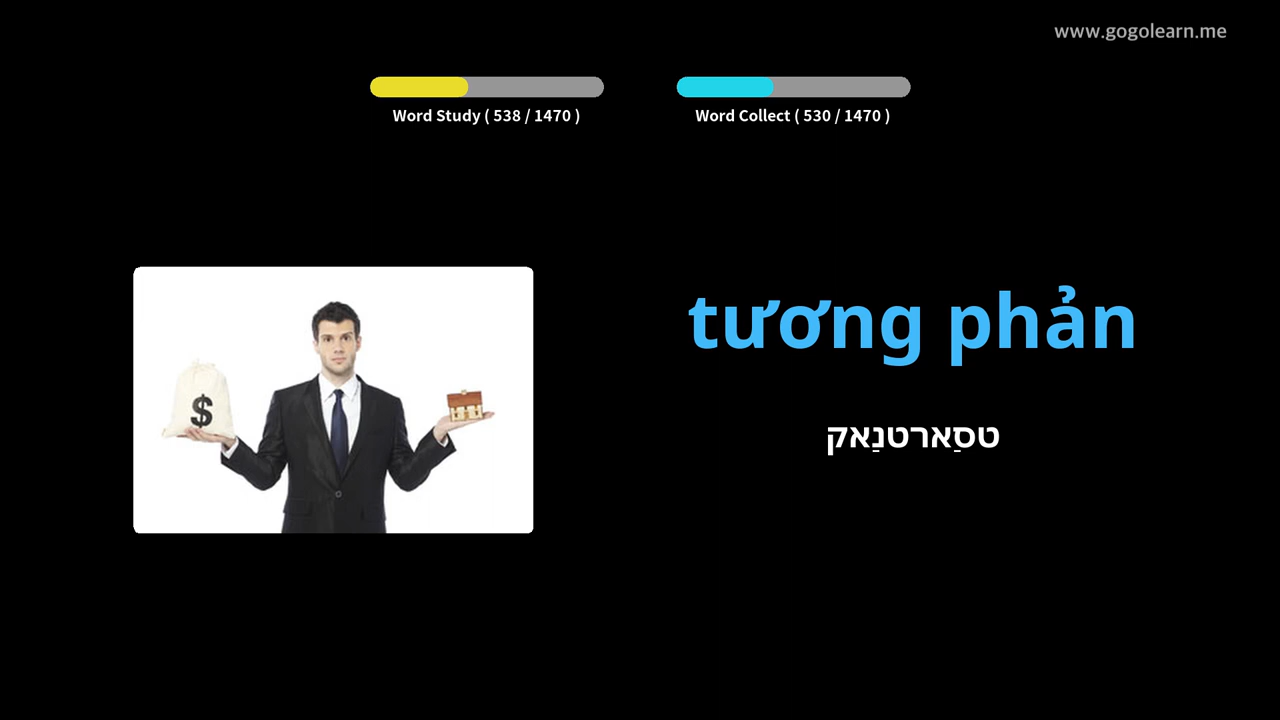 www.gogolearn.me
Word Study ( 538 / 1470 )
Word Collect ( 530 / 1470 )
tương phản
טסַארטנַאק